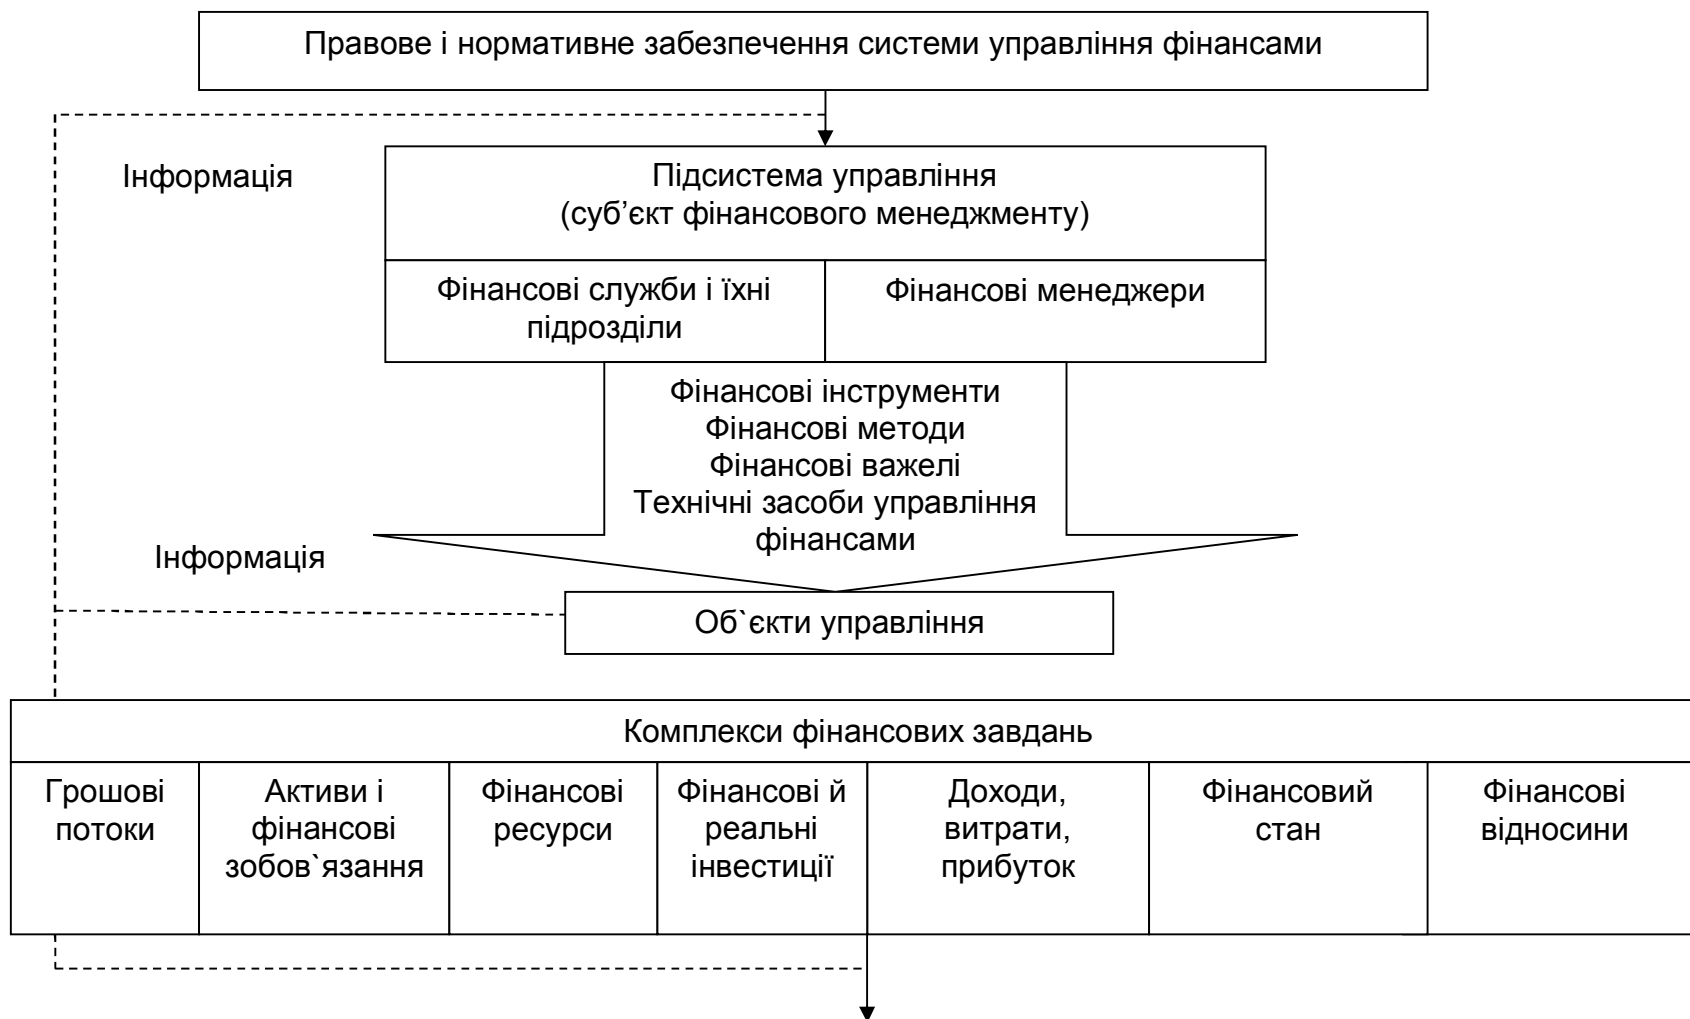 Правове і нормативне забезпечення системи управління фінансами
Інформація
Підсистема управління
(суб’єкт фінансового менеджменту)
Фінансові служби і їхні
підрозділи
Фінансові менеджери
Фінансові інструменти
Фінансові методи
Фінансові важелі
Технічні засоби управління
фінансами
Інформація
Об`єкти управління
Комплекси фінансових завдань
Грошові
потоки
Активи і
фінансові
зобов`язання
Фінансові
ресурси
Фінансові й
реальні
інвестиції
Доходи,
витрати,
прибуток
Фінансовий
стан
Фінансові
відносини